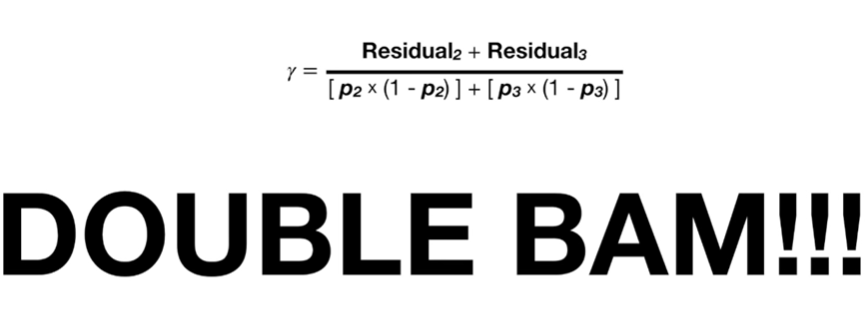 Residual₂ + Residual₃
γ =
[ p₂ × (1 - p₂) ] + [ p₃ × (1 - p₃) ]
DOUBLE BAM!!!